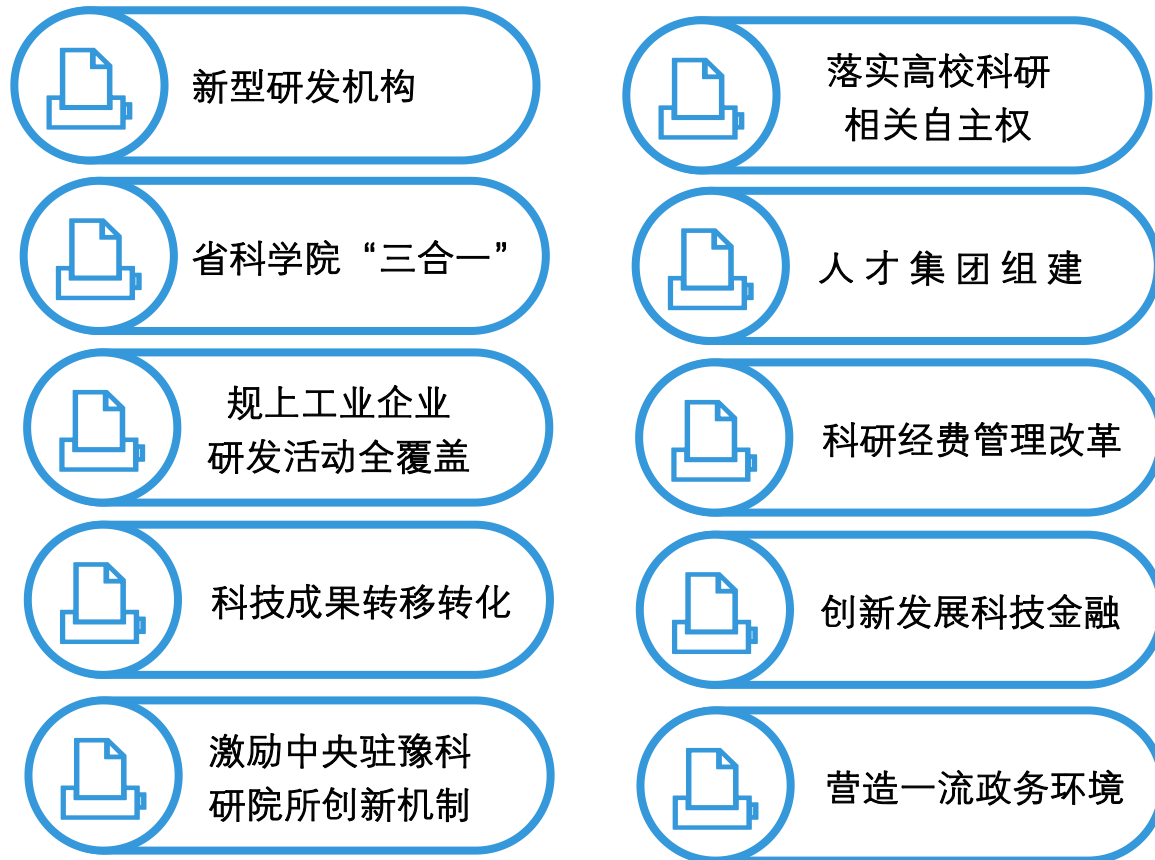 新型研发机构
省科学院“三合一”
规上工业企业
研发活动全覆盖
科技成果转移转化
激励中央驻豫科
研院所创新机制
落实高校科研
相关自主权
人才集团组建
科研经费管理改革
创新发展科技金融
营造一流政务环境